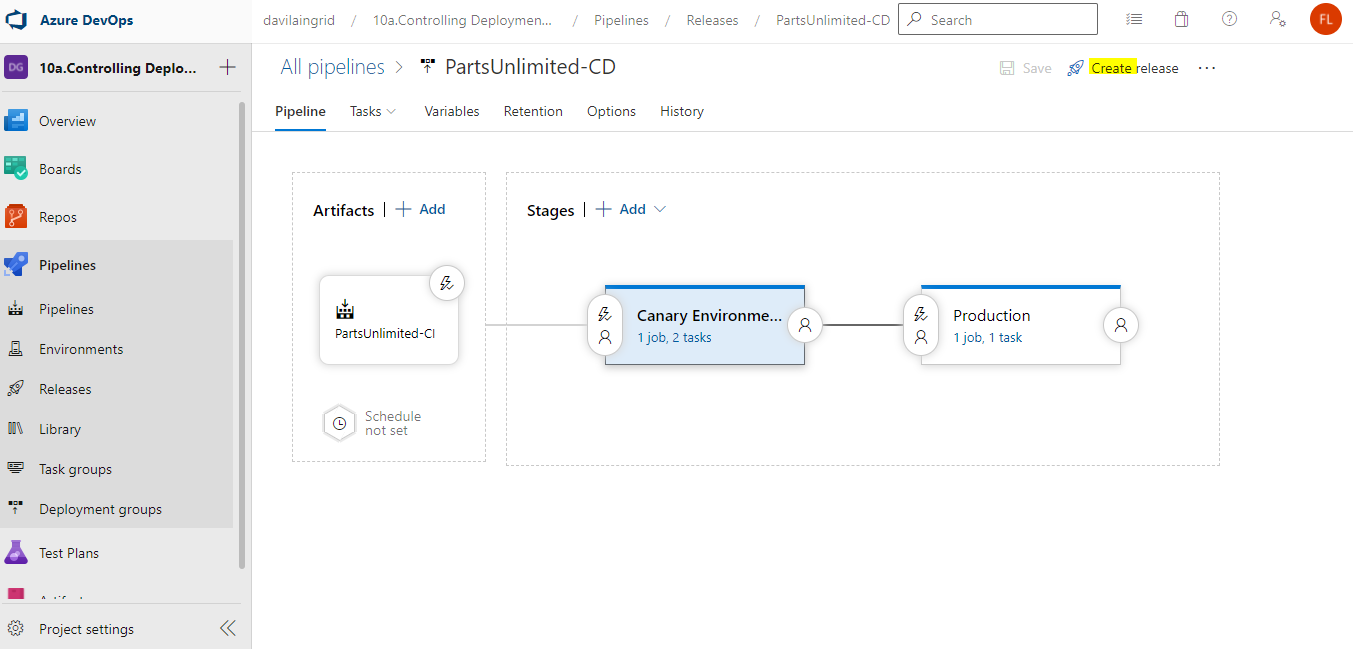 Azure DevOps
davilaingrid / 10a.Controlling Deploymen... / Pipelines / Releases / PartsUnlimited-CD
Search
FL
DG
10a.Controlling Deplo...
All pipelines > PartsUnlimited-CD
Save
Create release
...
Overview
Boards
Repos
Pipelines
Pipelines
Environments
Releases
Library
Task groups
Deployment groups
Test Plans
Project settings
Pipeline
Tasks
Variables
Retention
Options
History
Artifacts | + Add
PartsUnlimited-CI
Schedule
not set
Stages | + Add
Canary Environme...
1 job, 2 tasks
Production
1 job, 1 task